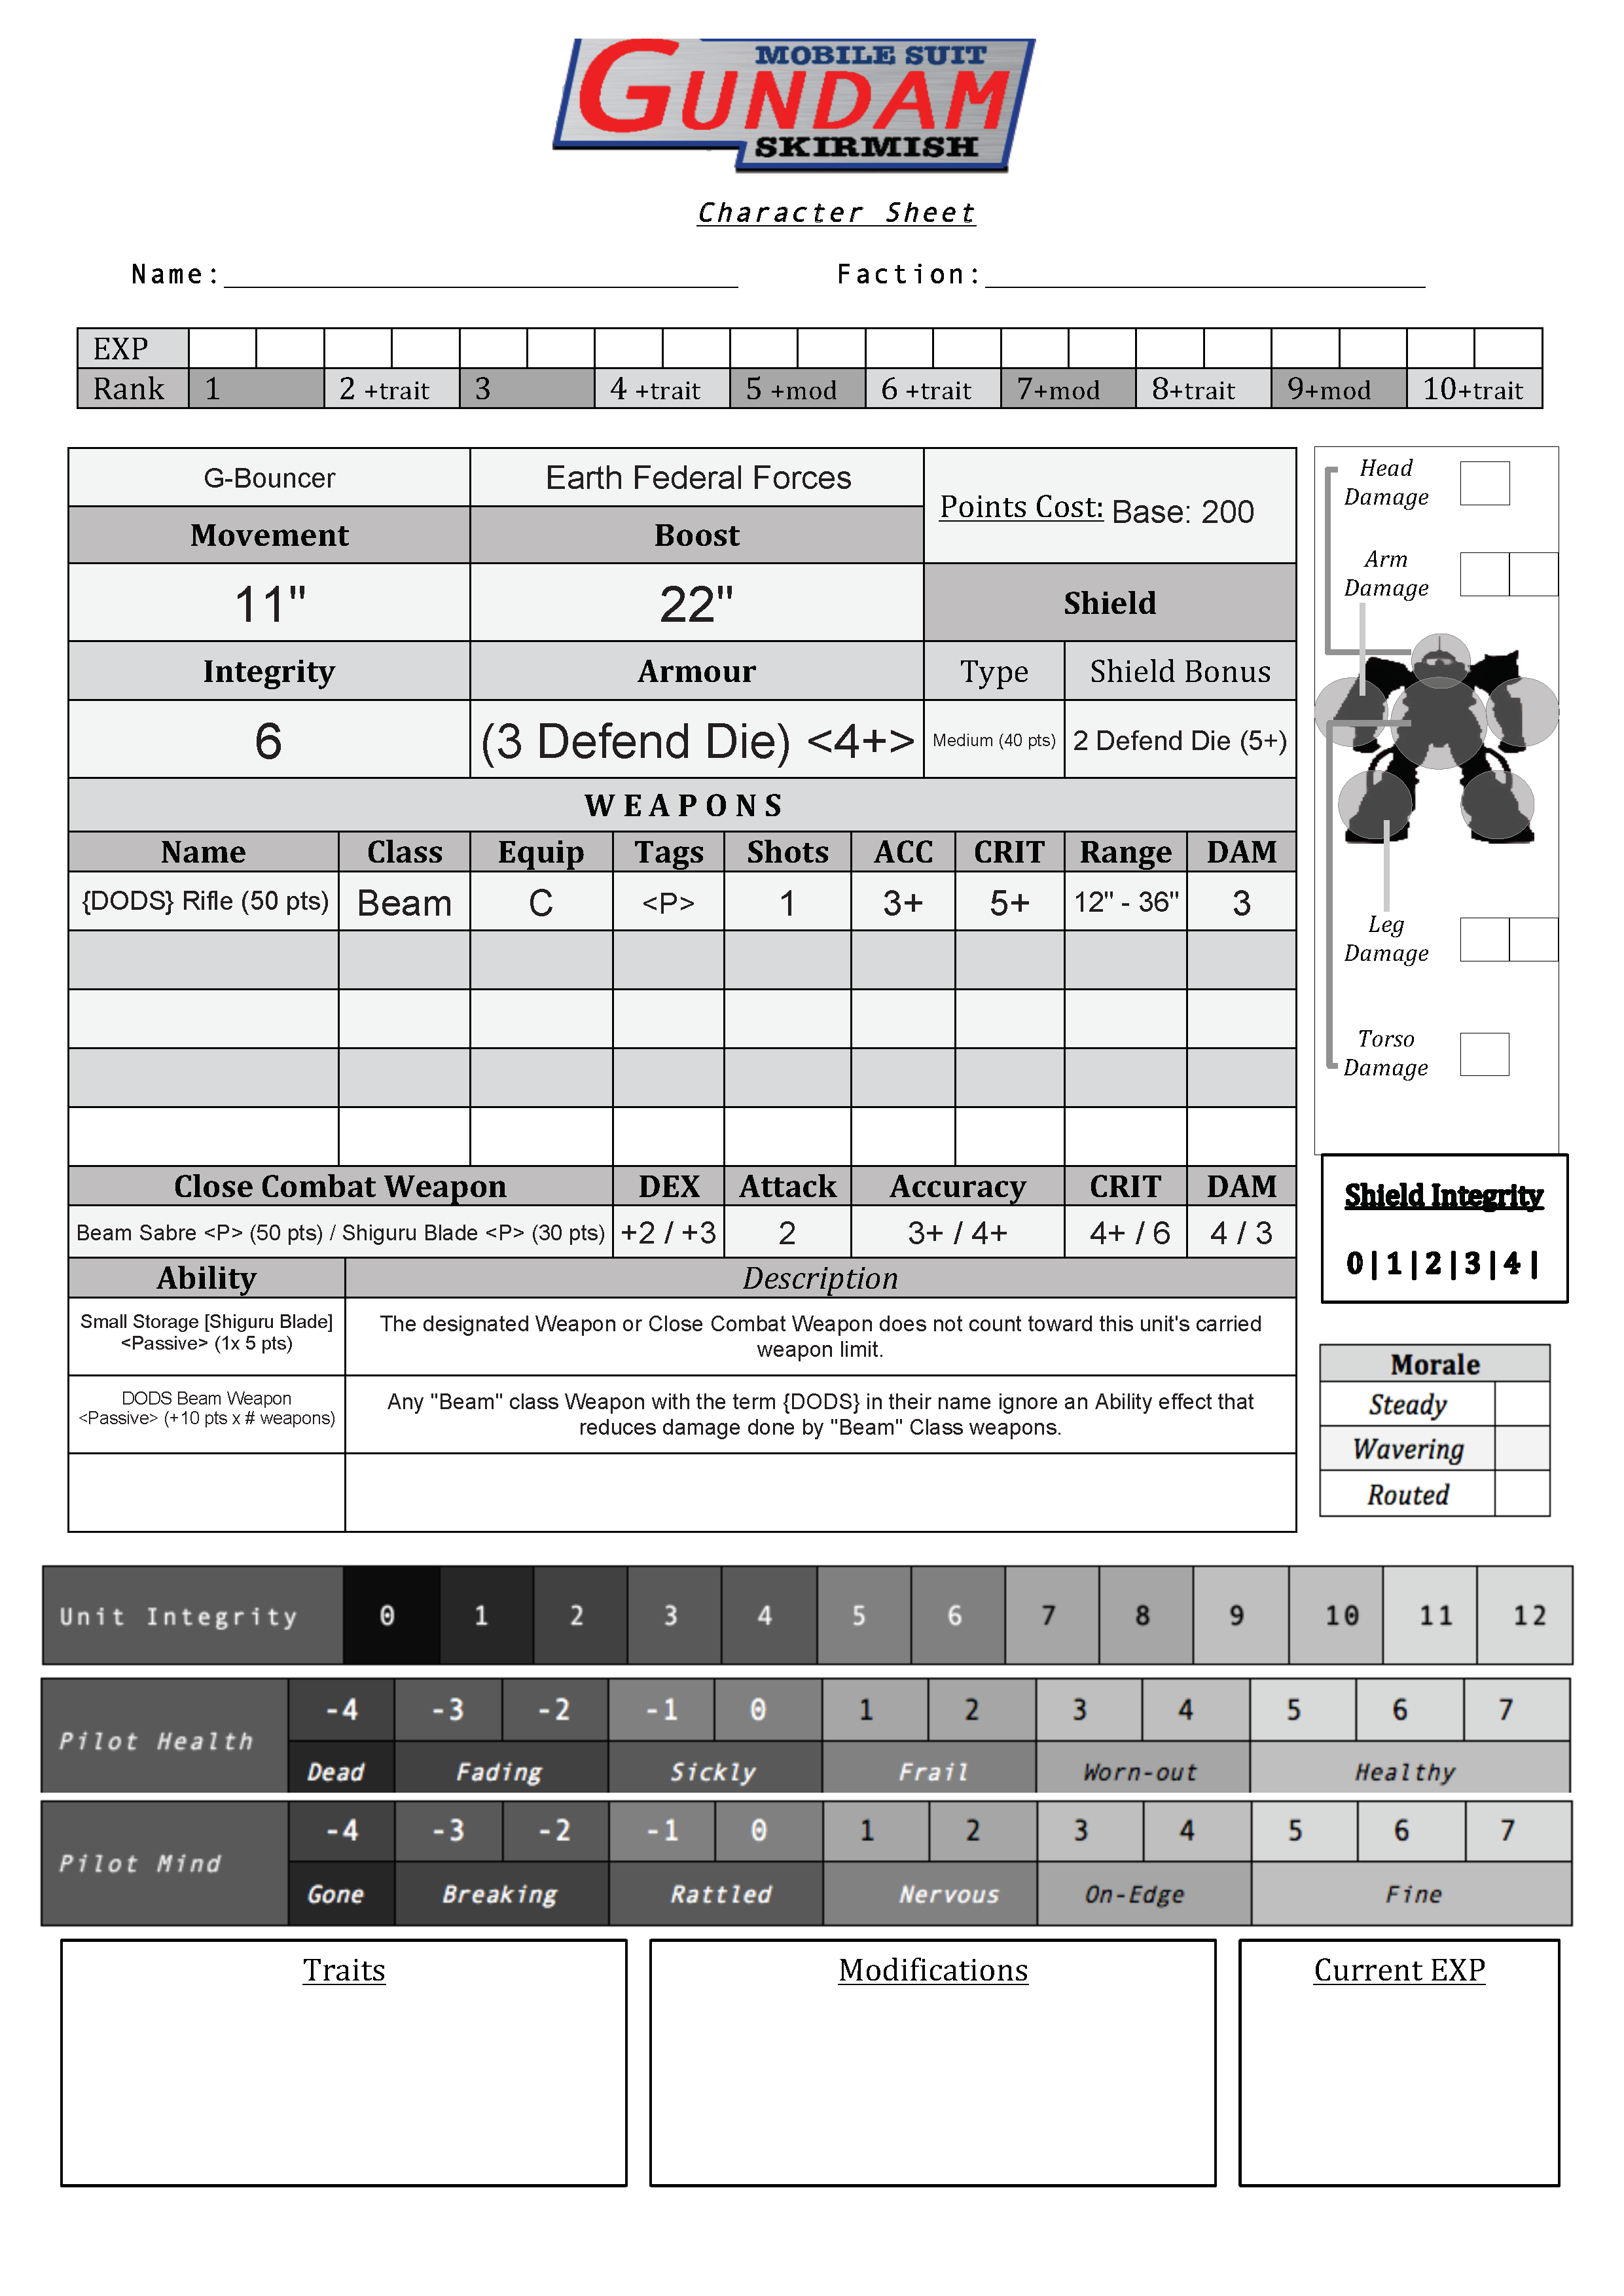 MOBILE SUIT
GUNDAM
SKIRMISH
Character Sheet
Name: Faction:
EXP
Rank 1 2 +trait 3 4 +trait 5 +mod 6 +trait 7+mod 8+trait 9+mod 10+trait
G-Bouncer Earth Federal Forces Points Cost: Base: 200
Movement Boost
11" 22" Shield
Integrity Armour Type Shield Bonus
6 (3 Defend Die) <4+> Medium (40 pts) 2 Defend Die (5+)
WEAPONS
Name Class Equip Tags Shots ACC CRIT Range DAM
{DODS} Rifle (50 pts) Beam C <P> 1 3+ 5+ 12" - 36" 3
Close Combat Weapon DEX Attack Accuracy CRIT DAM
Beam Sabre <P> (50 pts) / Shiguru Blade <P> (30 pts) +2 / +3 2 3+ / 4+ 4+ / 6 4 / 3
Ability Description
Small Storage [Shiguru Blade]
<Passive> (1x 5 pts)
The designated Weapon or Close Combat Weapon does not count toward this unit's carried
weapon limit.
DODS Beam Weapon
<Passive> (+10 pts x # weapons)
Any "Beam" class Weapon with the term {DODS} in their name ignore an Ability effect that
reduces damage done by "Beam" Class weapons.
Head
Damage
Arm
Damage
Leg
Damage
Torso
Damage
Shield Integrity
0 | 1 | 2 | 3 | 4 |
Morale
Steady
Wavering
Routed
Unit Integrity 0 1 2 3 4 5 6 7 8 9 10 11 12
Pilot Health -4 -3 -2 -1 0 1 2 3 4 5 6 7
Dead Fading Sickly Frail Worn-out Healthy
Pilot Mind -4 -3 -2 -1 0 1 2 3 4 5 6 7
Gone Breaking Rattled Nervous On-Edge Fine
Traits Modifications Current EXP